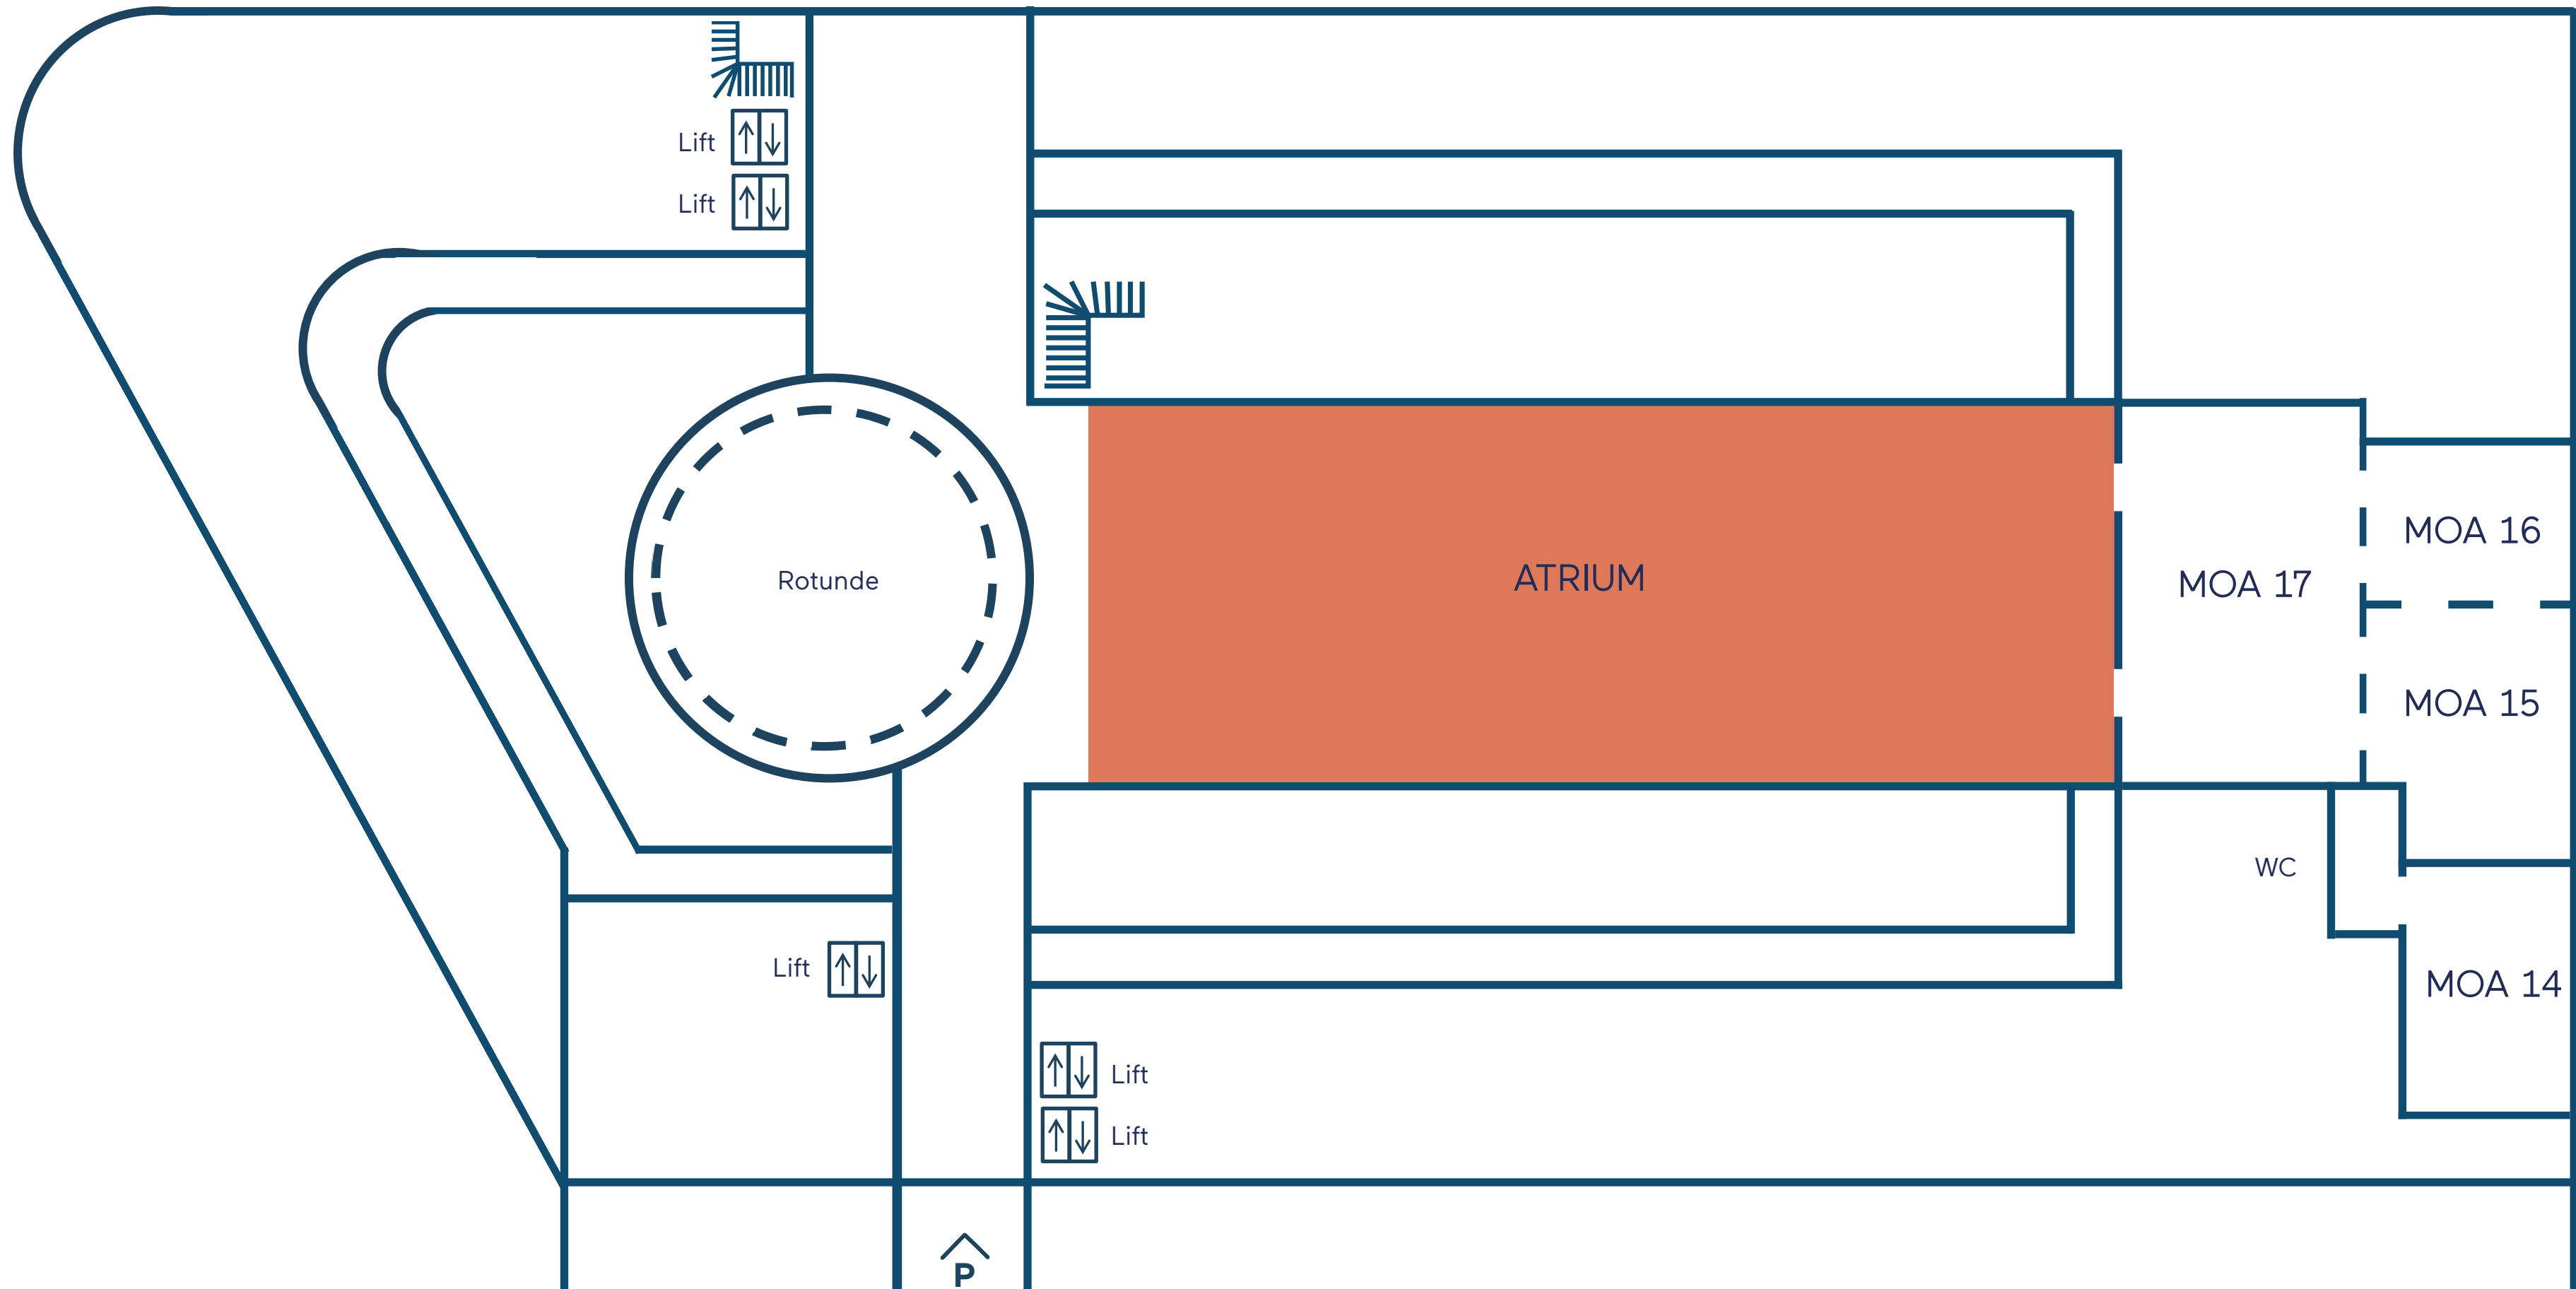 Lift
Lift
MOA 16
Rotunde
ATRIUM
MOA 17
MOA 15
WC
Lift
MOA 14
Lift
Lift
P